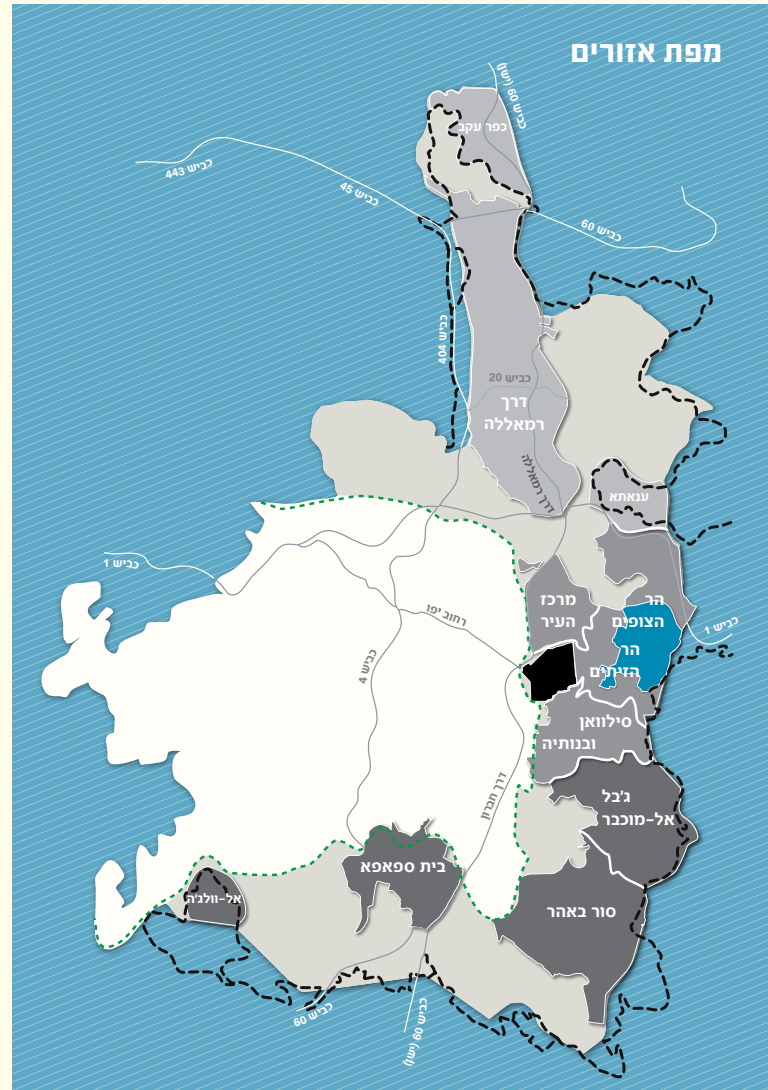 מפת אזורים
כביש 60 (ישן)
כפר עקב
כביש 443
כביש 45
כביש 60
כביש 404
כביש 20
דרך
רמאללה
דרך רמאללה
ענאתא
כביש 1
הר
הצופים
מרכז
העיר
רחוב יפו
כביש 1
הר
הזיתים
כביש 4
סילוואן
ובנותיה
דרך חברון
ג'בל
אל-מוכבר
בית ספאפא
אל-וולג'ה
סור באהר
כביש 60
כביש 60 (ישן)